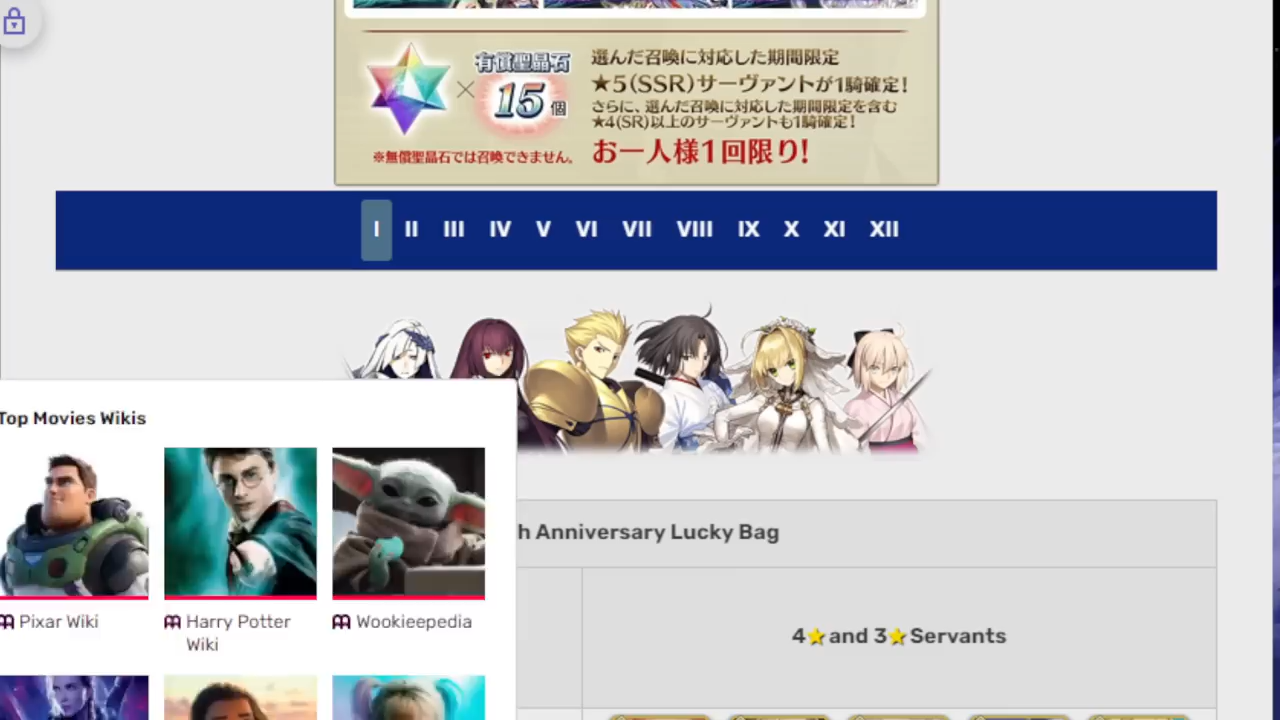 有償聖晶石
×
15個
※無償聖晶石では召喚できません。
選んだ召喚に対応した期間限定
★5(SSR)サーヴァントが1騎確定!
さらに、選んだ召喚に対応した期間限定を含む
★4(SR)以上のサーヴァントも1騎確定!
お一人様1回限り!
I II III IV V VI VII VIII IX X XI XII
Top Movies Wikis
Pixar Wiki
Harry Potter
Wiki
Wookieepedia
h Anniversary Lucky Bag
4⭐and 3⭐Servants